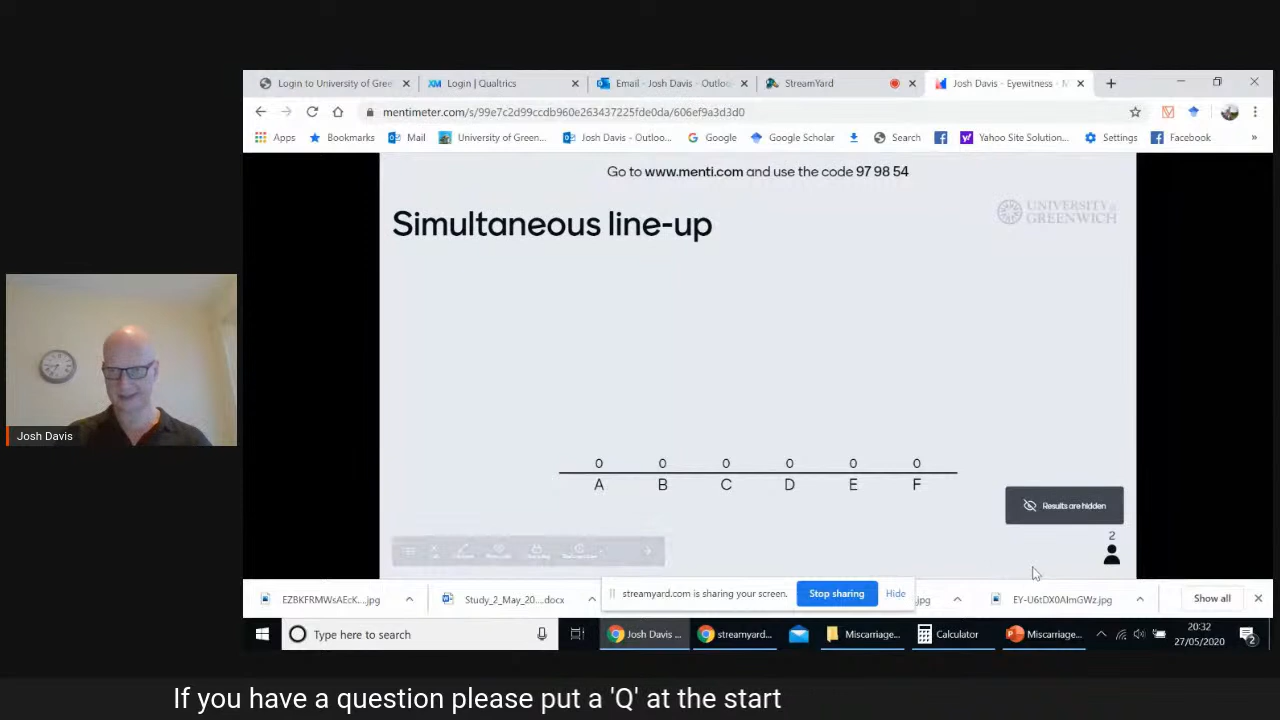 Login to University of Gree
Login | Qualtrics
Email - Josh Davis - Outloo
StreamYard
Josh Davis - Eyewitness - M
mentimeter.com/s/99e7c2d99ccdb960e263437225fde0da/606ef9a3d3d0
Apps
Bookmarks
Mail
University of Green...
Josh Davis - Outloo...
Google
Google Scholar
Search
Yahoo Site Solution...
Settings
Facebook
»
Go to www.menti.com and use the code 97 98 54
Simultaneous line-up
UNIVERSITY of
GREENWICH
0 0 0 0 0 0
A B C D E F
Results are hidden
2
Josh Davis
EZBKFRMWsAEcK....jpg
Study_2_May_20....docx
streamyard.com is sharing your screen.
Stop sharing
Hide
.jpg
EY-U6tDX0AImGWz.jpg
Show all
Type here to search
Josh Davis ...
streamyard...
Miscarriage...
Calculator
Miscarriage...
20:32
27/05/2020
2
If you have a question please put a 'Q' at the start